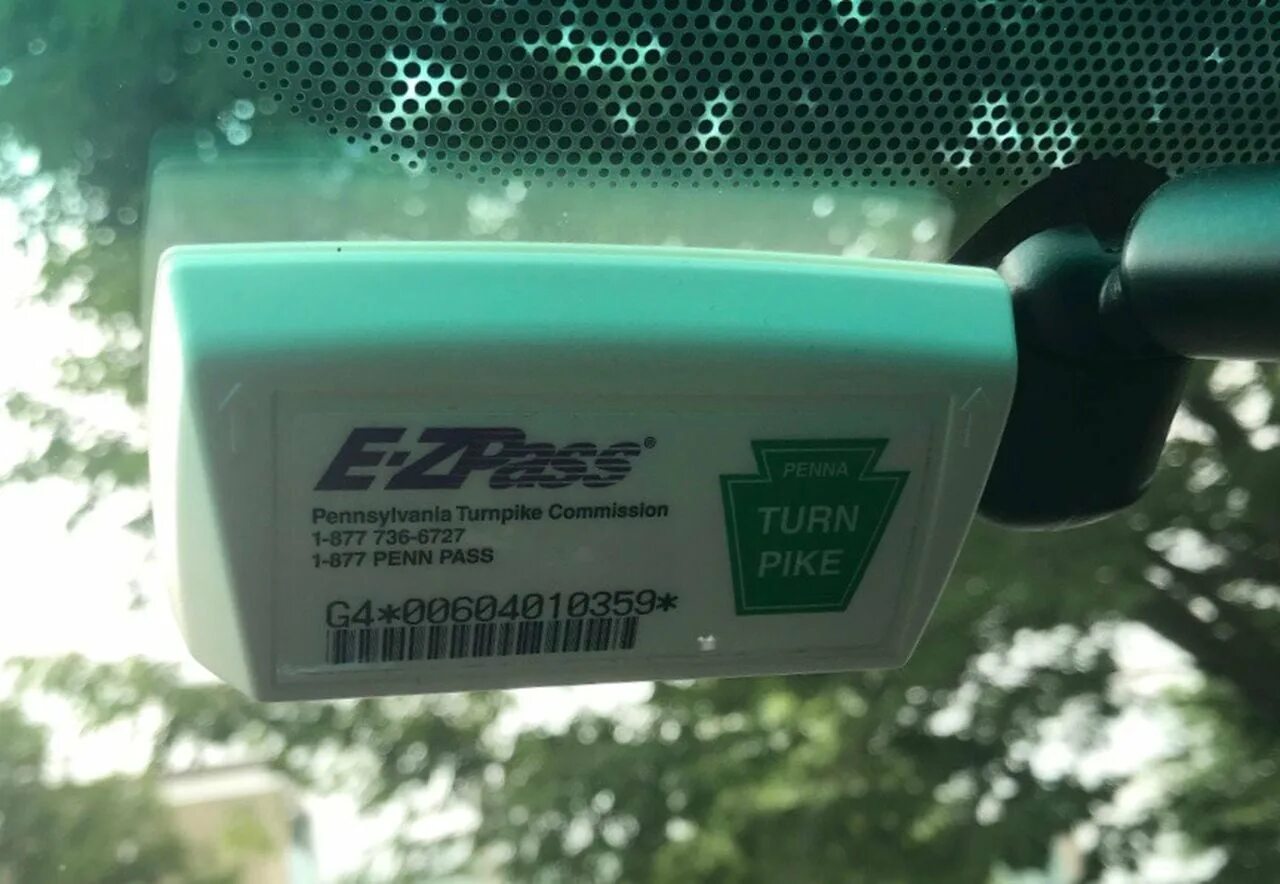 E-ZPass®
Pennsylvania Turnpike Commission
1-877 736-6727
1-877 PENN PASS
G4*00604010359*
PENNA
TURN
PIKE